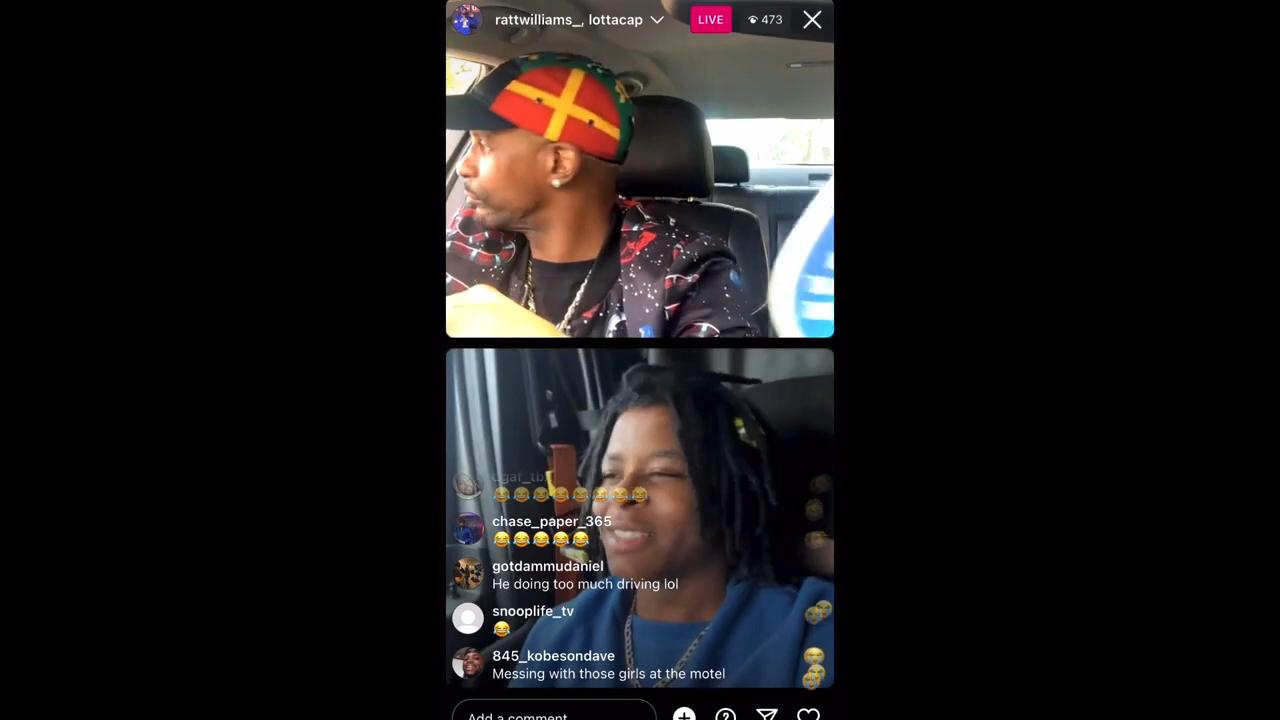 rattwilliams_, lottacap
LIVE
473
chase_paper_365
😂😂😂😂😂
gotdammudaniel
He doing too much driving lol
snooplife_tv
😂
845_kobesondave
Messing with those girls at the motel
Add a comment